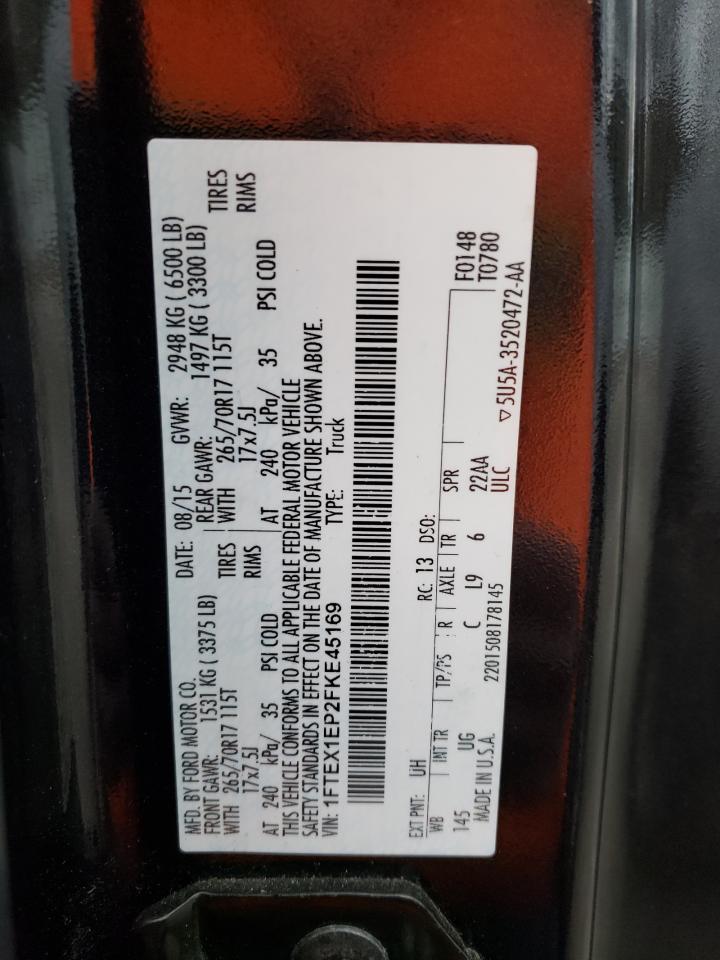 MFD. BY FORD MOTOR CO. DATE: 08/15 GVWR: 2948 KG ( 6500 LB)
FRONT GAWR: 1531 KG ( 3375 LB) REAR GAWR: 1497 KG ( 3300 LB)
WITH 265/70R17 115T TIRES WITH 265/70R17 115T TIRES
17x7.5J RIMS 17x7.5J RIMS
AT 240 kPa/ 35 PSI COLD AT 240 kPa/ 35 PSI COLD
THIS VEHICLE CONFORMS TO ALL APPLICABLE FEDERAL MOTOR VEHICLE
SAFETY STANDARDS IN EFFECT ON THE DATE OF MANUFACTURE SHOWN ABOVE.
VIN: 1FTEX1EP2FKE45169 TYPE: Truck
EXT PNT: UH RC: 13 DSO:
WB INT TR TP/PS R AXLE TR SPR F0148
145 UG C L9 6 22AA T0780
MADE IN U.S.A. 2201508178145 ULC ▽5U5A-3520472-AA